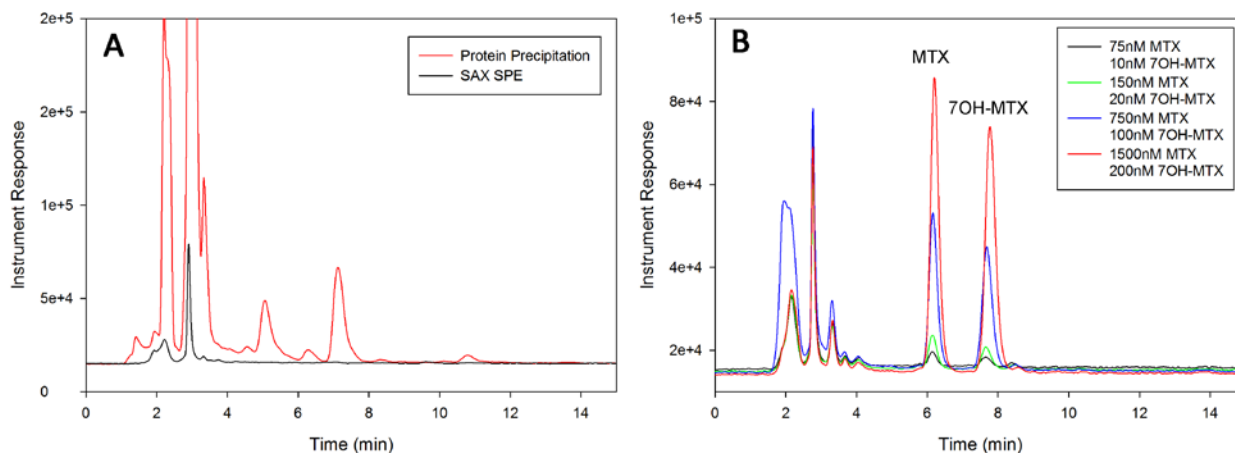 A
Protein Precipitation
SAX SPE
2e+5
2e+5
1e+5
5e+4
0
Instrument Response
0 2 4 6 8 10 12 14
Time (min)
B
MTX
7OH-MTX
75nM MTX
10nM 7OH-MTX
150nM MTX
20nM 7OH-MTX
750nM MTX
100nM 7OH-MTX
1500nM MTX
200nM 7OH-MTX
1e+5
8e+4
6e+4
4e+4
2e+4
Instrument Response
0 2 4 6 8 10 12 14
Time (min)